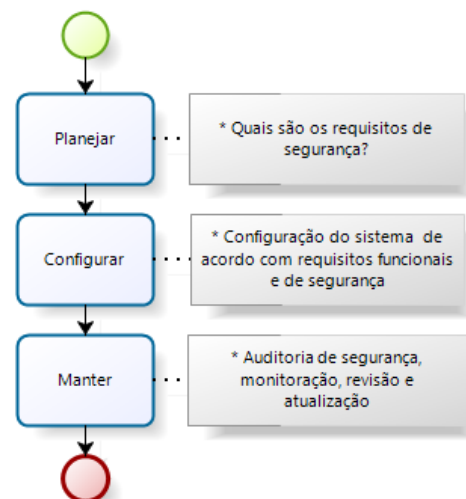 Planejar
* Quais são os requisitos de
segurança?
Configurar
* Configuração do sistema de
acordo com requisitos funcionais
e de segurança
Manter
* Auditoria de segurança,
monitoração, revisão e
atualização